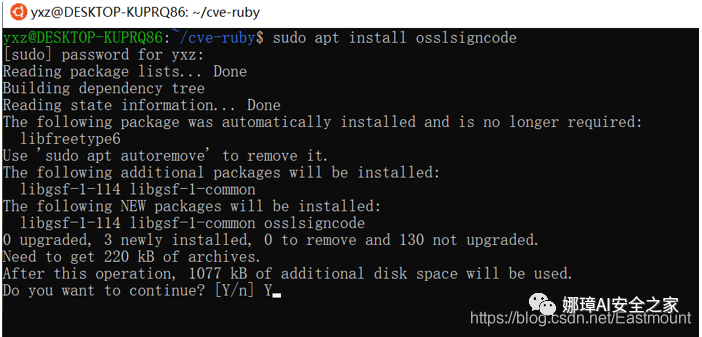 yxz@DESKTOP-KUPRQ86: ~/cve-ruby
yxz@DESKTOP-KUPRQ86:~/cve-ruby$ sudo apt install osslsigncode
[sudo] password for yxz:
Reading package lists... Done
Building dependency tree
Reading state information... Done
The following package was automatically installed and is no longer required:
  libfreetype6
Use 'sudo apt autoremove' to remove it.
The following additional packages will be installed:
  libgsf-1-114 libgsf-1-common
The following NEW packages will be installed:
  libgsf-1-114 libgsf-1-common osslsigncode
0 upgraded, 3 newly installed, 0 to remove and 130 not upgraded.
Need to get 220 kB of archives.
After this operation, 1077 kB of additional disk space will be used.
Do you want to continue? [Y/n] Y
娜璋AI安全之家
https://blog.csdn.net/Eastmount